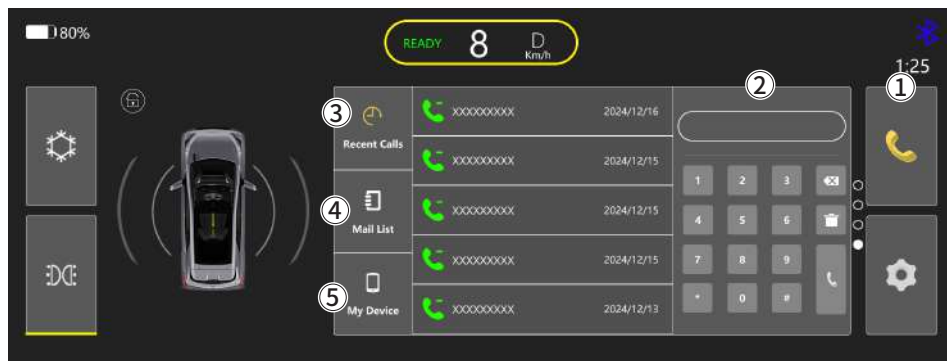 80%
READY 8 D
Km/h
1:25
①
②
③
Recent Calls
④
Mail List
⑤
My Device
XXXXXXXXX 2024/12/16
XXXXXXXXX 2024/12/15
XXXXXXXXX 2024/12/15
XXXXXXXXX 2024/12/15
XXXXXXXXX 2024/12/13
1 2 3
4 5 6
7 8 9
* 0 #